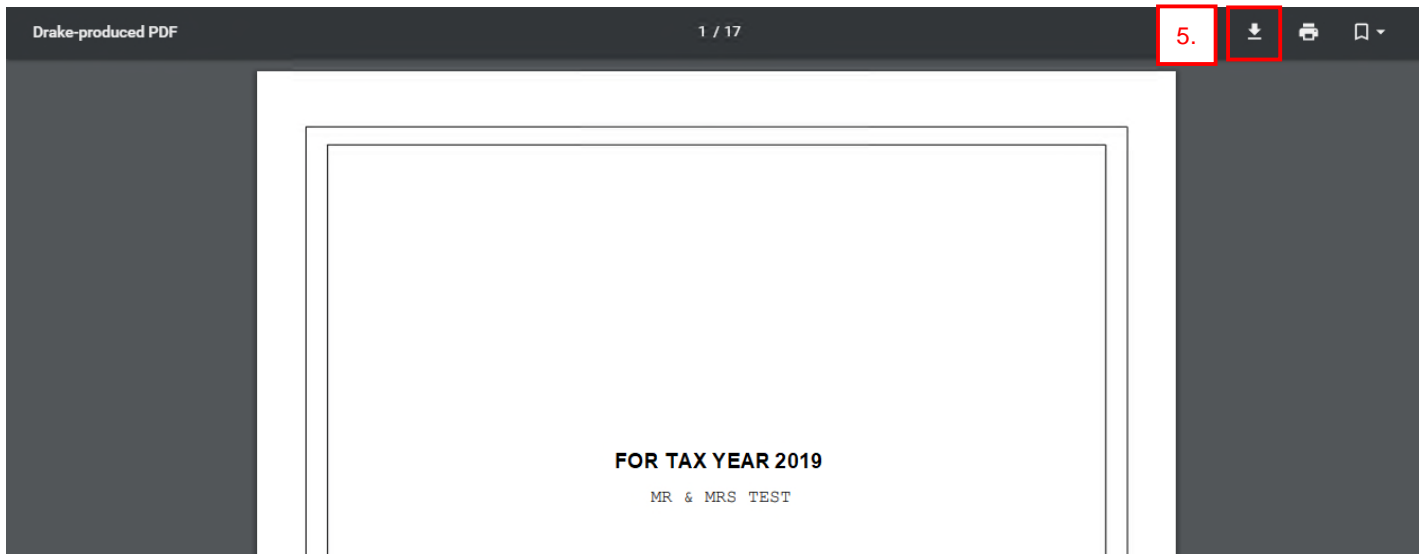 Drake-produced PDF
1 / 17
5.
FOR TAX YEAR 2019
MR & MRS TEST